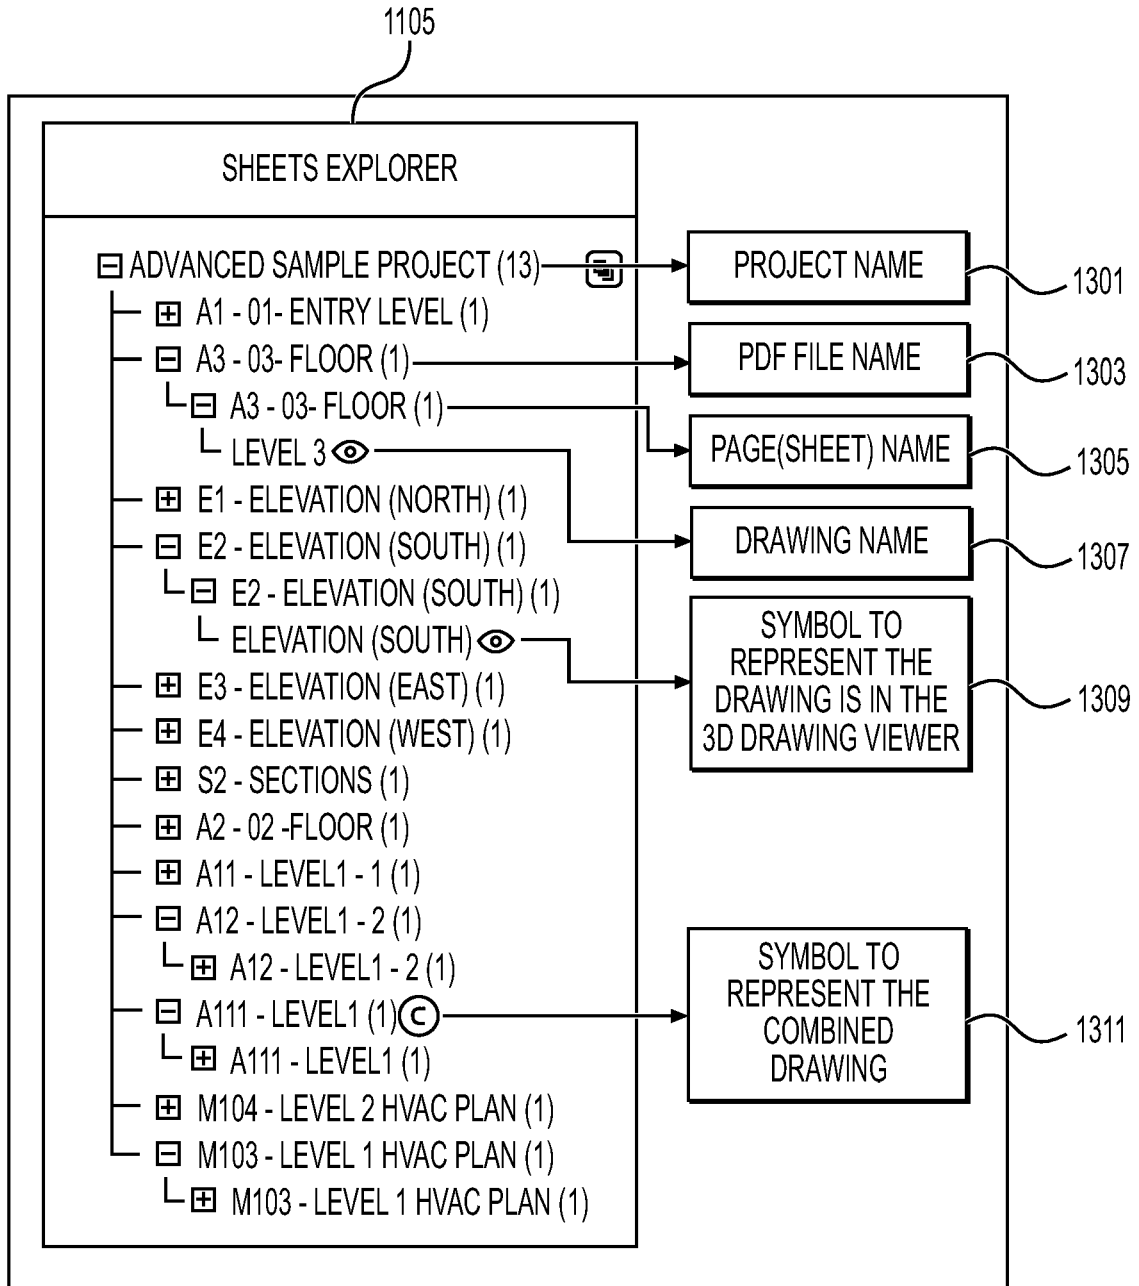 1105
SHEETS EXPLORER
ADVANCED SAMPLE PROJECT (13)
A1 - 01- ENTRY LEVEL (1)
A3 - 03- FLOOR (1)
A3 - 03- FLOOR (1)
LEVEL 3
E1 - ELEVATION (NORTH) (1)
E2 - ELEVATION (SOUTH) (1)
E2 - ELEVATION (SOUTH) (1)
ELEVATION (SOUTH)
E3 - ELEVATION (EAST) (1)
E4 - ELEVATION (WEST) (1)
S2 - SECTIONS (1)
A2 - 02 -FLOOR (1)
A11 - LEVEL1 - 1 (1)
A12 - LEVEL1 - 2 (1)
A12 - LEVEL1 - 2 (1)
A111 - LEVEL1 (1) C
A111 - LEVEL1 (1)
M104 - LEVEL 2 HVAC PLAN (1)
M103 - LEVEL 1 HVAC PLAN (1)
M103 - LEVEL 1 HVAC PLAN (1)
PROJECT NAME
1301
PDF FILE NAME
1303
PAGE(SHEET) NAME
1305
DRAWING NAME
1307
SYMBOL TO
REPRESENT THE
DRAWING IS IN THE
3D DRAWING VIEWER
1309
SYMBOL TO
REPRESENT THE
COMBINED
DRAWING
1311